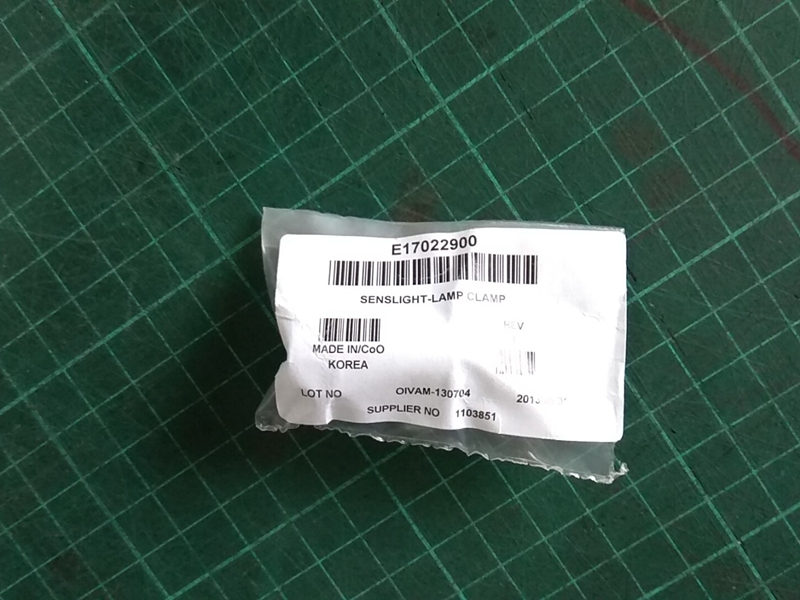 E17022900
SENSLIGHT-LAMP CLAMP
REV
MADE IN/CoO
KOREA
LOT NO OIVAM-130704
SUPPLIER NO 1103851